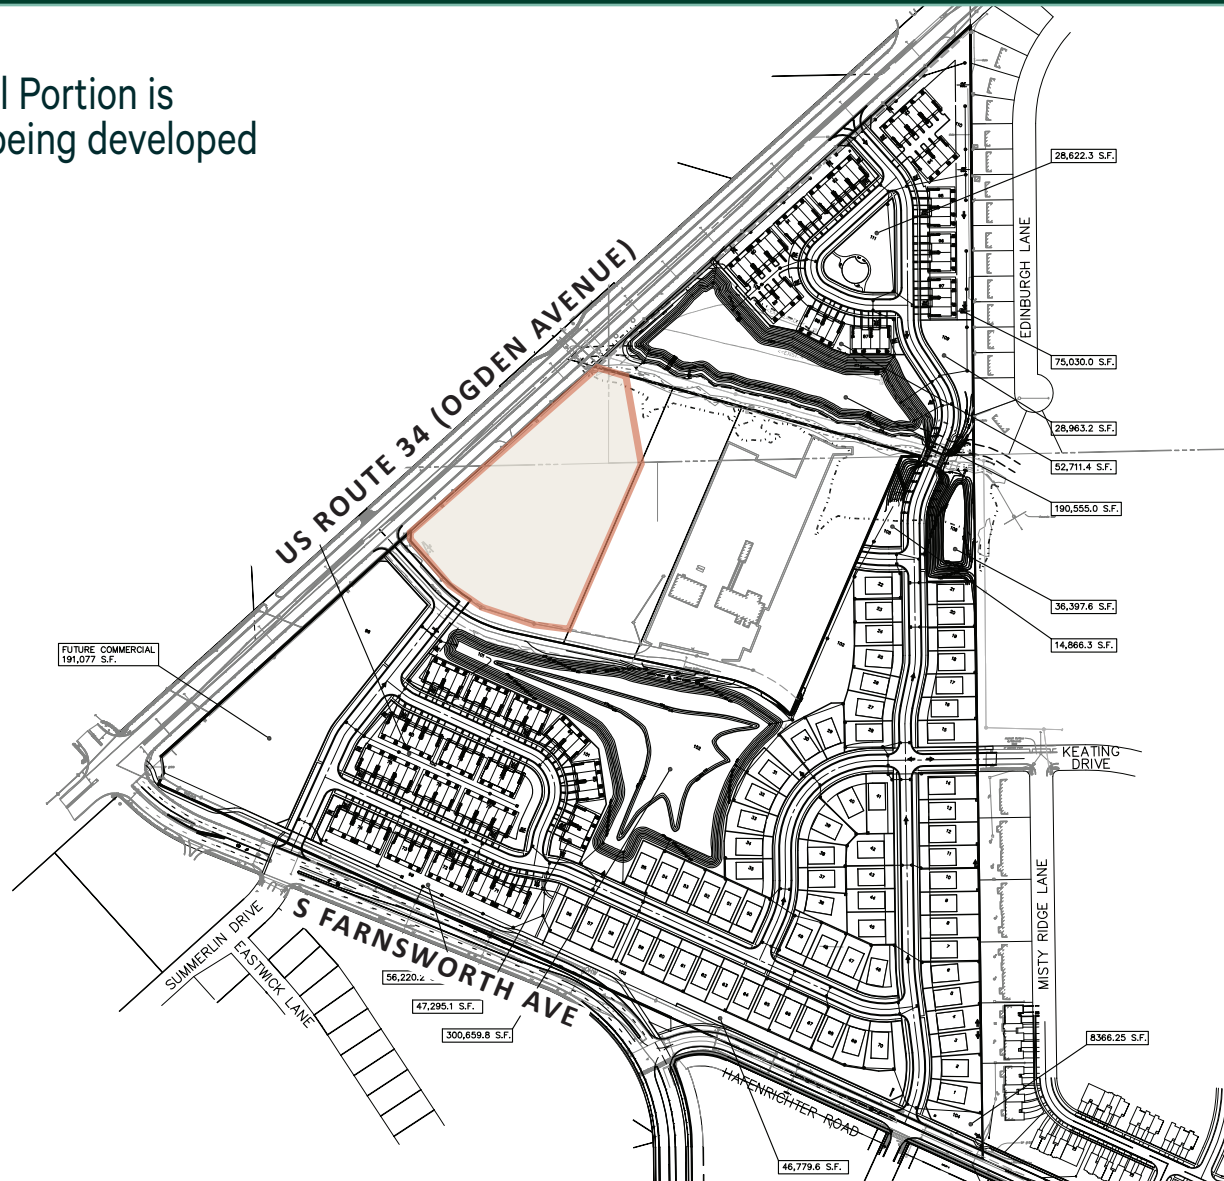 l Portion is
being developed
28,622.3 S.F.
EDINBURGH LANE
US ROUTE 34 (OGDEN AVENUE)
75,030.0 S.F.
28,963.2 S.F.
52,711.4 S.F.
190,555.0 S.F.
36,397.6 S.F.
14,866.3 S.F.
FUTURE COMMERCIAL
191,077 S.F.
KEATING
DRIVE
MISTY RIDGE LANE
S FARNSWORTH AVE
SUMMERLIN DRIVE
EASTWICK LANE
56,220.2
47,295.1 S.F.
300,659.8 S.F.
8366.25 S.F.
HAFENRICHTER ROAD
46,779.6 S.F.